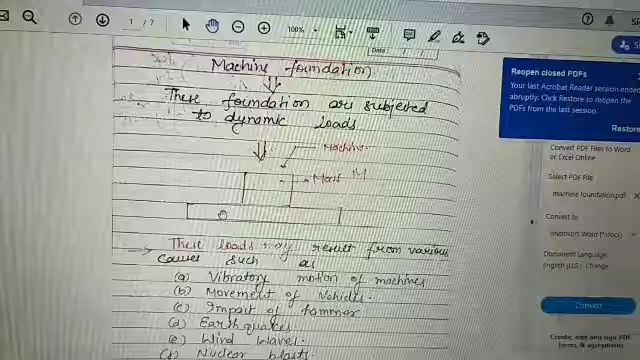 1 / 7
100%
Date
Machine foundation
These foundation are subjected
to dynamic loads
Machine
Mass M
These loads may result from various
causes such as
(a) Vibratory motion of machines
(b) Movement of Vehicles.
(c) Impact of hammer
(d) Earthquakes
(e) Wind Waves.
Nuclear blasts.
Reopen closed PDFs
Your last Acrobat Reader session ended
abruptly. Click Restore to reopen the
PDFs from the last session.
Restore
Convert PDF Files to Word
or Excel Online
Select PDF File
machine foundation.pdf
Convert to
Microsoft Word (*.docx)
Document Language:
English (U.S.) Change
Convert
Create, edit and sign PDF
forms & agreements